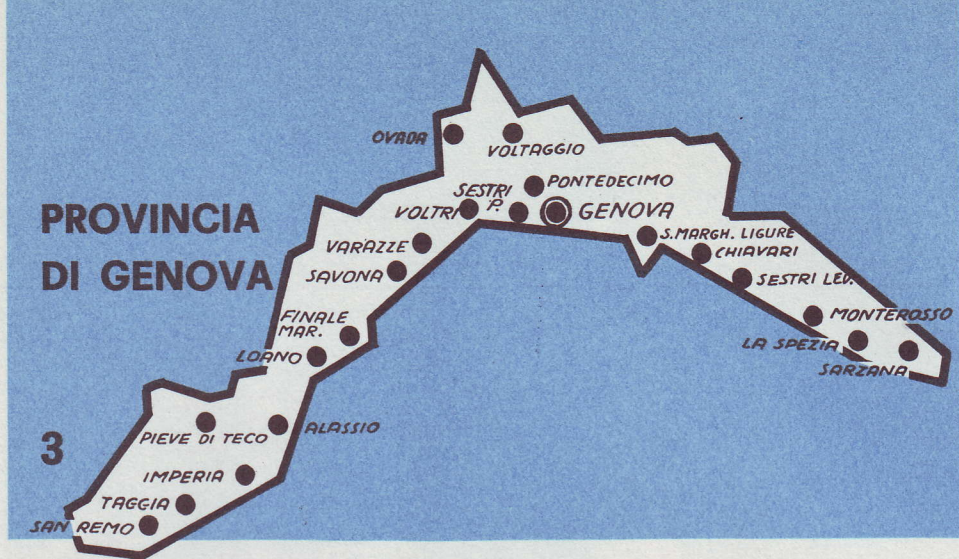 OVADA
VOLTAGGIO
PROVINCIA
DI GENOVA
SESTRI
P.
PONTEDECIMO
VOLTRI
GENOVA
VARAZZE
SAVONA
S.MARGH. LIGURE
CHIAVARI
SESTRI LEV.
FINALE
MAR.
LOANO
MONTEROSSO
LA SPEZIA
SARZANA
3
PIEVE DI TECO
ALASSIO
IMPERIA
TAGGIA
SAN REMO